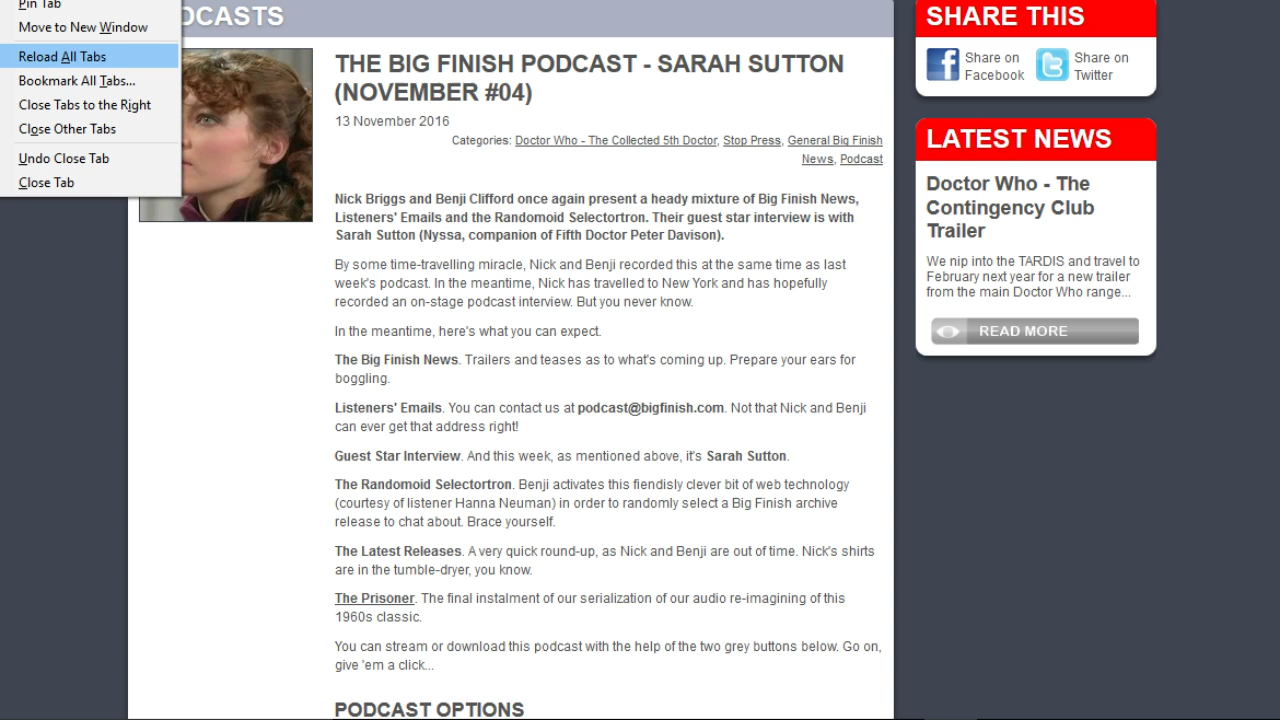 Pin Tab
Move to New Window
Reload All Tabs
Bookmark All Tabs...
Close Tabs to the Right
Close Other Tabs
Undo Close Tab
Close Tab
DCASTS
THE BIG FINISH PODCAST - SARAH SUTTON
(NOVEMBER #04)
13 November 2016
Categories: Doctor Who - The Collected 5th Doctor, Stop Press, General Big Finish
News, Podcast
Nick Briggs and Benji Clifford once again present a heady mixture of Big Finish News,
Listeners' Emails and the Randomoid Selectortron. Their guest star interview is with
Sarah Sutton (Nyssa, companion of Fifth Doctor Peter Davison).
By some time-travelling miracle, Nick and Benji recorded this at the same time as last
week's podcast. In the meantime, Nick has travelled to New York and has hopefully
recorded an on-stage podcast interview. But you never know.
In the meantime, here's what you can expect.
The Big Finish News. Trailers and teases as to what's coming up. Prepare your ears for
boggling.
Listeners' Emails. You can contact us at podcast@bigfinish.com. Not that Nick and Benji
can ever get that address right!
Guest Star Interview. And this week, as mentioned above, it's Sarah Sutton.
The Randomoid Selectortron. Benji activates this fiendisly clever bit of web technology
(courtesy of listener Hanna Neuman) in order to randomly select a Big Finish archive
release to chat about. Brace yourself.
The Latest Releases. A very quick round-up, as Nick and Benji are out of time. Nick's shirts
are in the tumble-dryer, you know.
The Prisoner. The final instalment of our serialization of our audio re-imagining of this
1960s classic.
You can stream or download this podcast with the help of the two grey buttons below. Go on,
give 'em a click...
PODCAST OPTIONS
SHARE THIS
Share on
Facebook
Share on
Twitter
LATEST NEWS
Doctor Who - The
Contingency Club
Trailer
We nip into the TARDIS and travel to
February next year for a new trailer
from the main Doctor Who range...
READ MORE